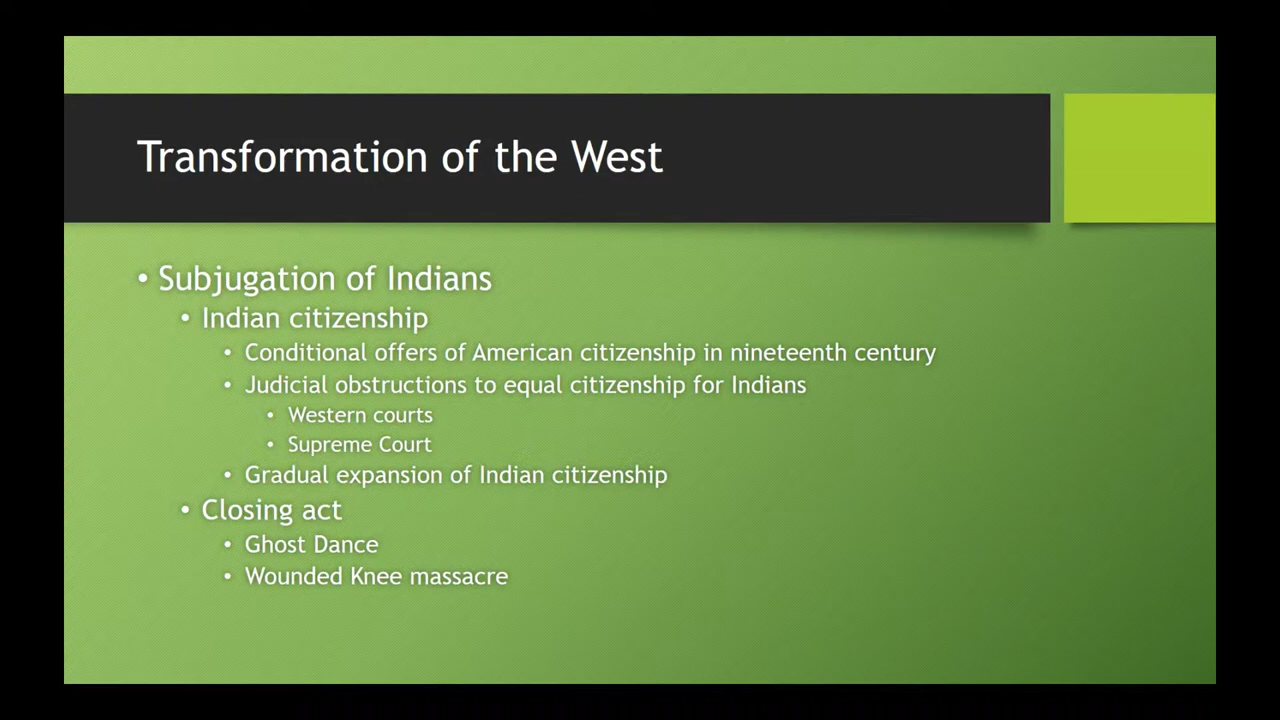 Transformation of the West
• Subjugation of Indians
• Indian citizenship
• Conditional offers of American citizenship in nineteenth century
• Judicial obstructions to equal citizenship for Indians
• Western courts
• Supreme Court
• Gradual expansion of Indian citizenship
• Closing act
• Ghost Dance
• Wounded Knee massacre